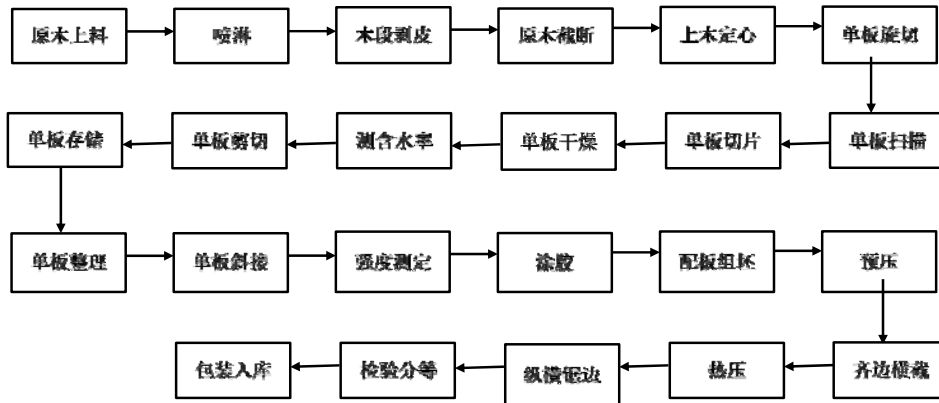 原木上料
喷淋
木段剥皮
原木截断
上木定心
单板旋切
单板扫描
单板切片
单板干燥
测含水率
单板剪切
单板存储
单板整理
单板斜接
强度测定
涂胶
配板组坯
预压
齐边横截
热压
纵横锯边
检验分等
包装入库